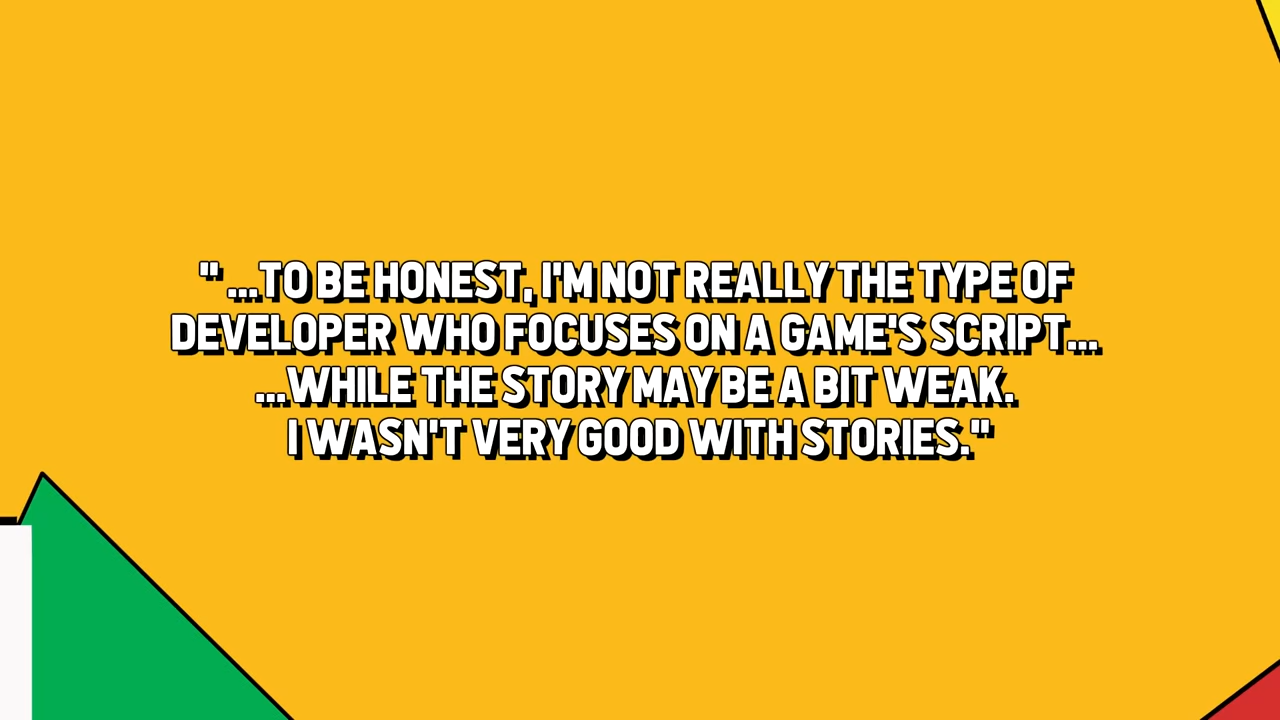 "...TO BE HONEST, I'M NOT REALLY THE TYPE OF
DEVELOPER WHO FOCUSES ON A GAME'S SCRIPT...
...WHILE THE STORY MAY BE A BIT WEAK.
I WASN'T VERY GOOD WITH STORIES."